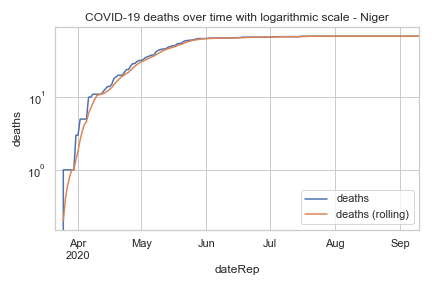 COVID-19 deaths over time with logarithmic scale - Niger
deaths
10¹
10⁰
deaths
deaths (rolling)
Apr
2020
May
Jun
Jul
Aug
Sep
dateRep